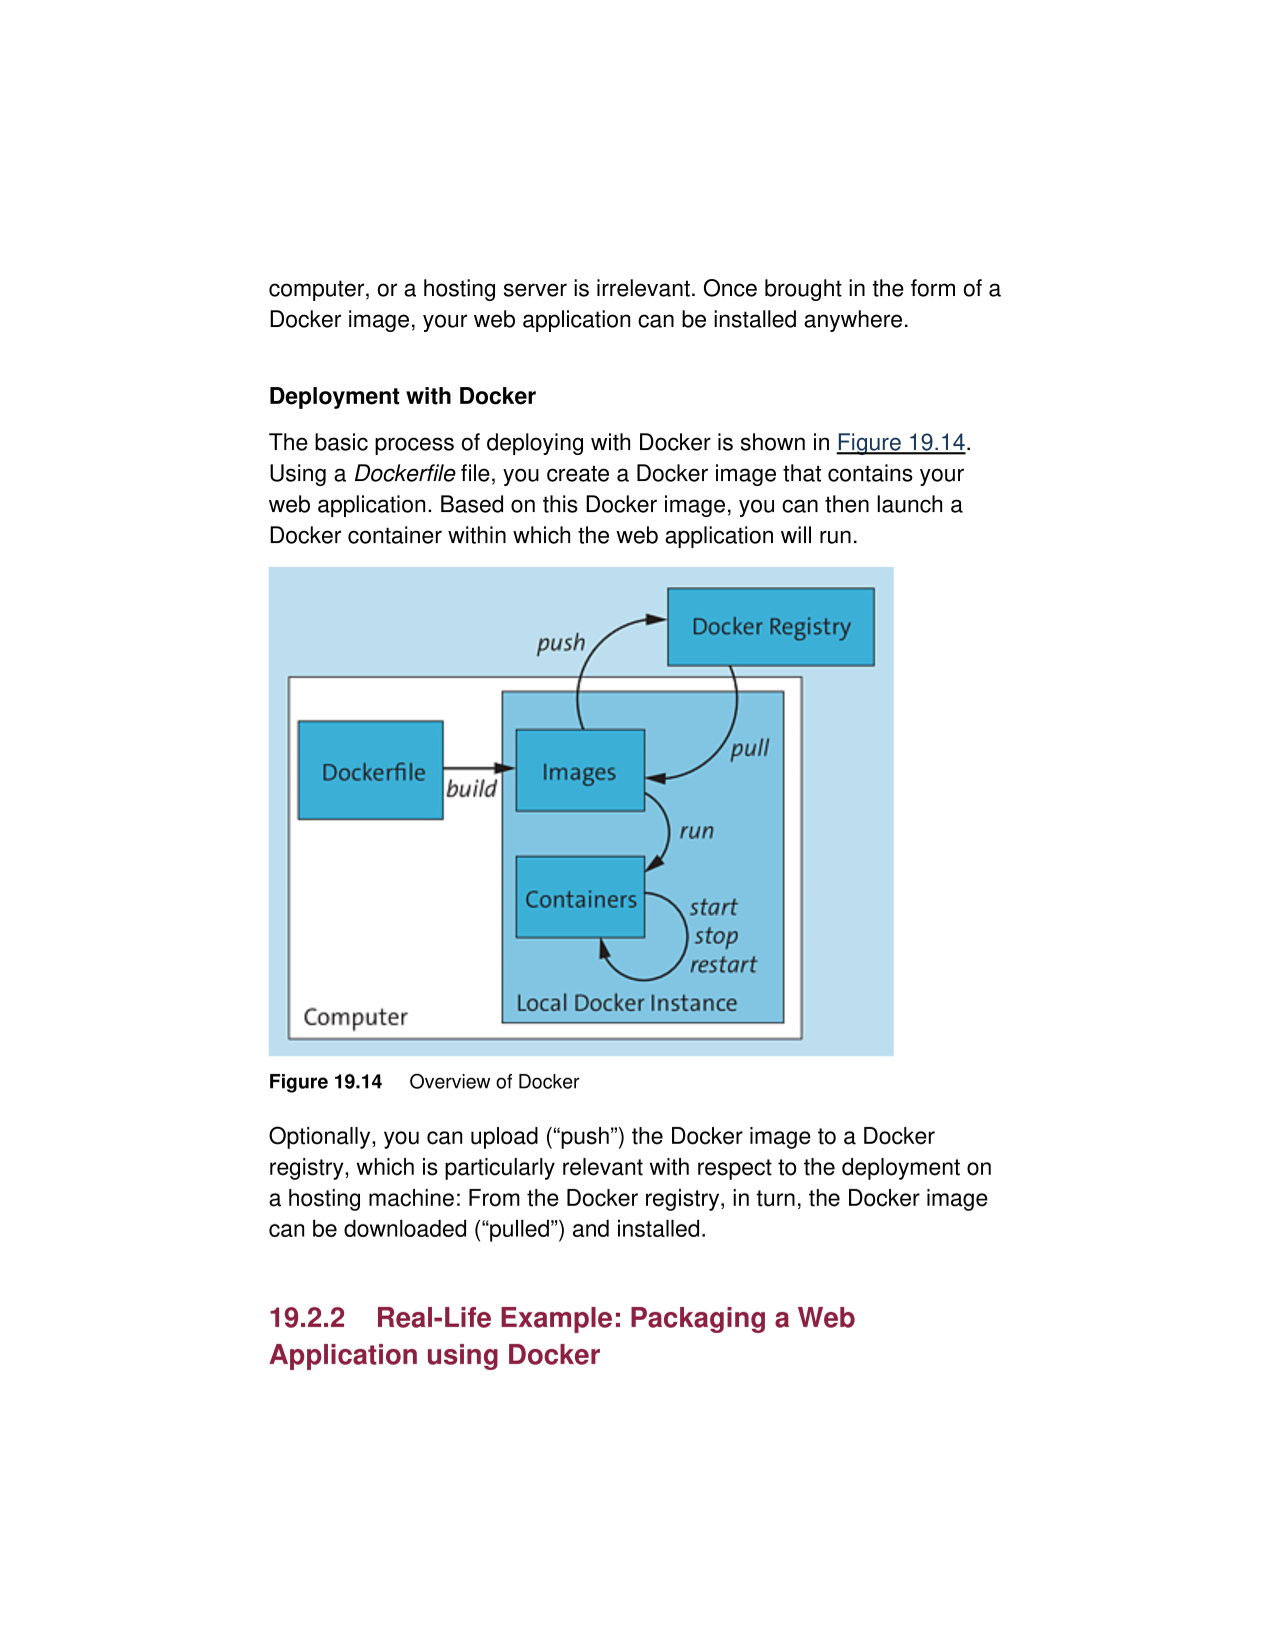 computer, or a hosting server is irrelevant. Once brought in the form of a
Docker image, your web application can be installed anywhere.
Deployment with Docker
The basic process of deploying with Docker is shown in Figure 19.14.
Using a Dockerfile file, you create a Docker image that contains your
web application. Based on this Docker image, you can then launch a
Docker container within which the web application will run.
Docker Registry
push
pull
Dockerfile
build
Images
run
Containers
start
stop
restart
Local Docker Instance
Computer
Figure 19.14 Overview of Docker
Optionally, you can upload (“push”) the Docker image to a Docker
registry, which is particularly relevant with respect to the deployment on
a hosting machine: From the Docker registry, in turn, the Docker image
can be downloaded (“pulled”) and installed.
19.2.2 Real-Life Example: Packaging a Web
Application using Docker